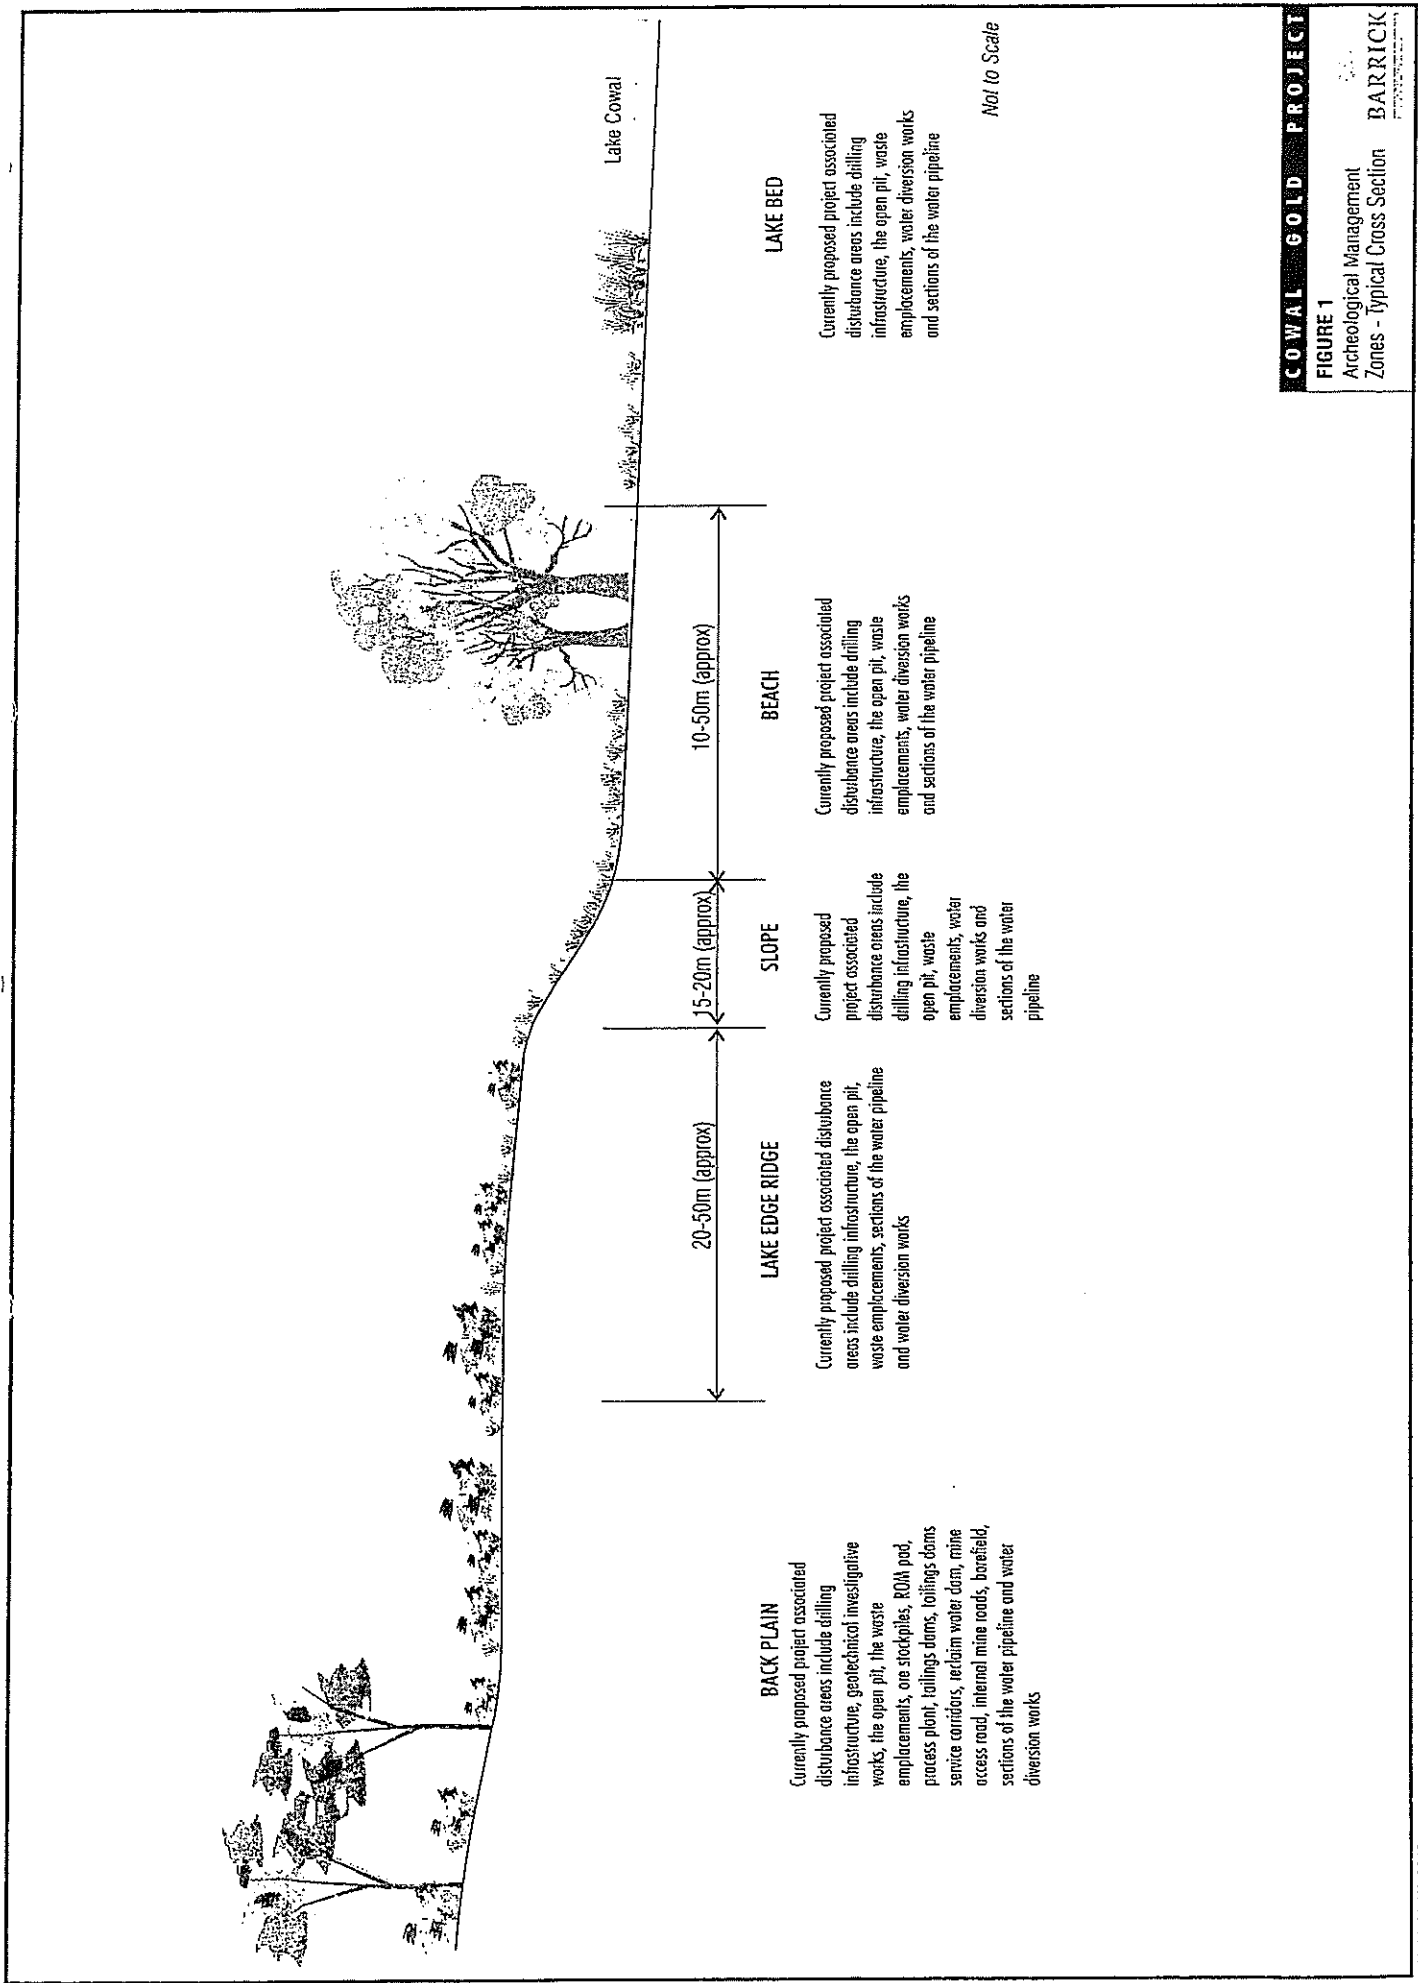 Lake Cowal
20-50m (approx)
15-20m (approx)
10-50m (approx)
BACK PLAIN
Currently proposed project associated
disturbance areas include drilling
infrastructure, geotechnical investigative
works, the open pit, the waste
emplacements, ore stockpiles, ROM pad,
process plant, tailings dams, tailings dams
service corridors, reclaim water dam, mine
access road, internal mine roads, borefield,
sections of the water pipeline and water
diversion works
LAKE EDGE RIDGE
Currently proposed project associated disturbance
areas include drilling infrastructure, the open pit,
waste emplacements, sections of the water pipeline
and water diversion works
SLOPE
Currently proposed
project associated
disturbance areas include
drilling infrastructure, the
open pit, waste
emplacements, water
diversion works and
sections of the water
pipeline
BEACH
Currently proposed project associated
disturbance areas include drilling
infrastructure, the open pit, waste
emplacements, water diversion works
and sections of the water pipeline
LAKE BED
Currently proposed project associated
disturbance areas include drilling
infrastructure, the open pit, waste
emplacements, water diversion works
and sections of the water pipeline
Not to Scale
COWAL GOLD PROJECT
FIGURE 1
Archeological Management
Zones - Typical Cross Section
BARRICK